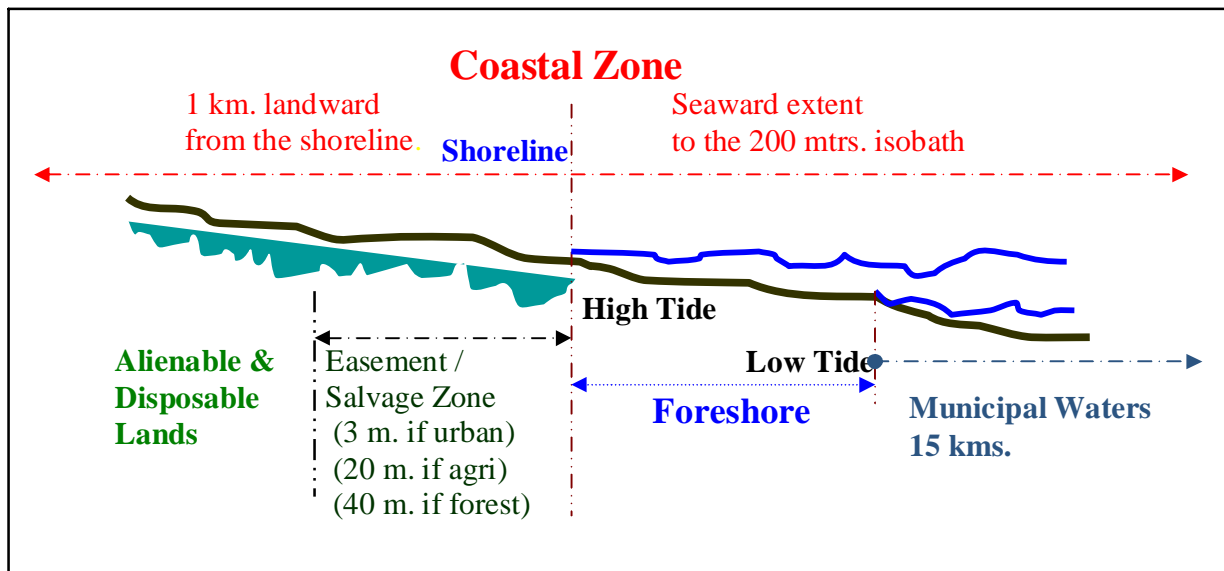 Coastal Zone
1 km. landward
from the shoreline.
Seaward extent
to the 200 mtrs. isobath
Shoreline
High Tide
Low Tide
Alienable &
Disposable
Lands
Easement /
Salvage Zone
(3 m. if urban)
(20 m. if agri)
(40 m. if forest)
Foreshore
Municipal Waters
15 kms.